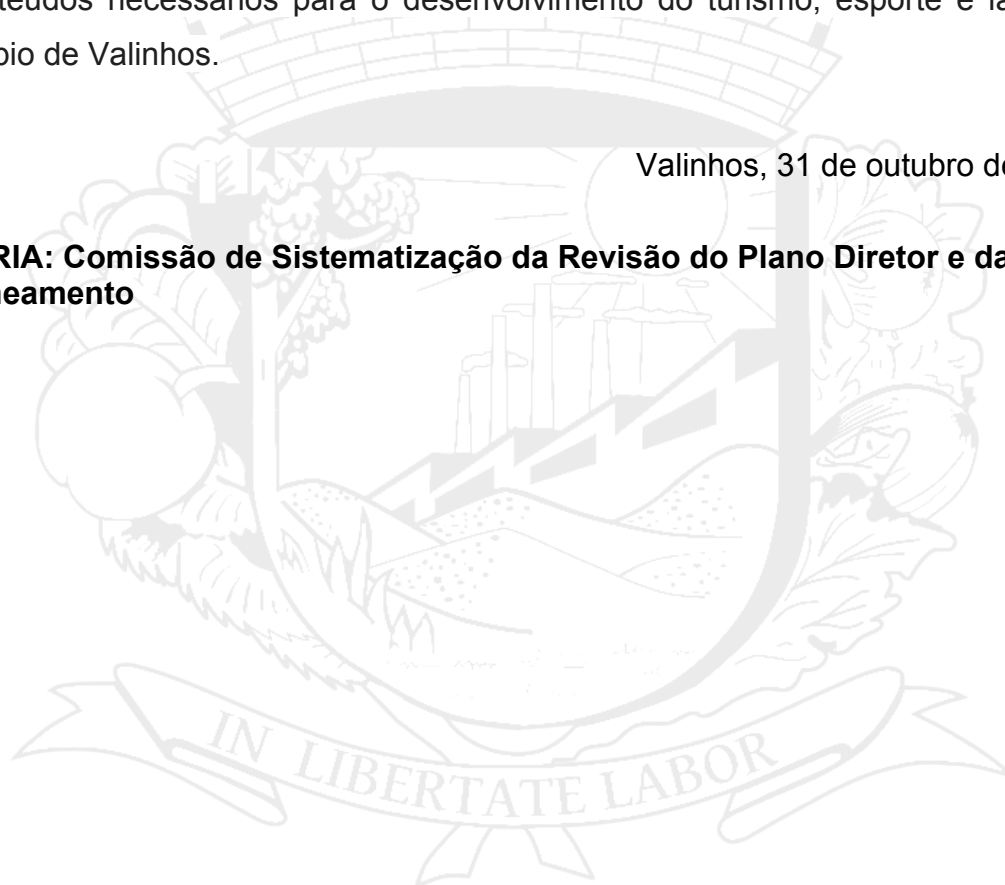 teúdos necessários para o desenvolvimento do turismo, esporte e la
pio de Valinhos.
Valinhos, 31 de outubro de
RIA: Comissão de Sistematização da Revisão do Plano Diretor e da
neamento
IN LIBERTATE LABOR